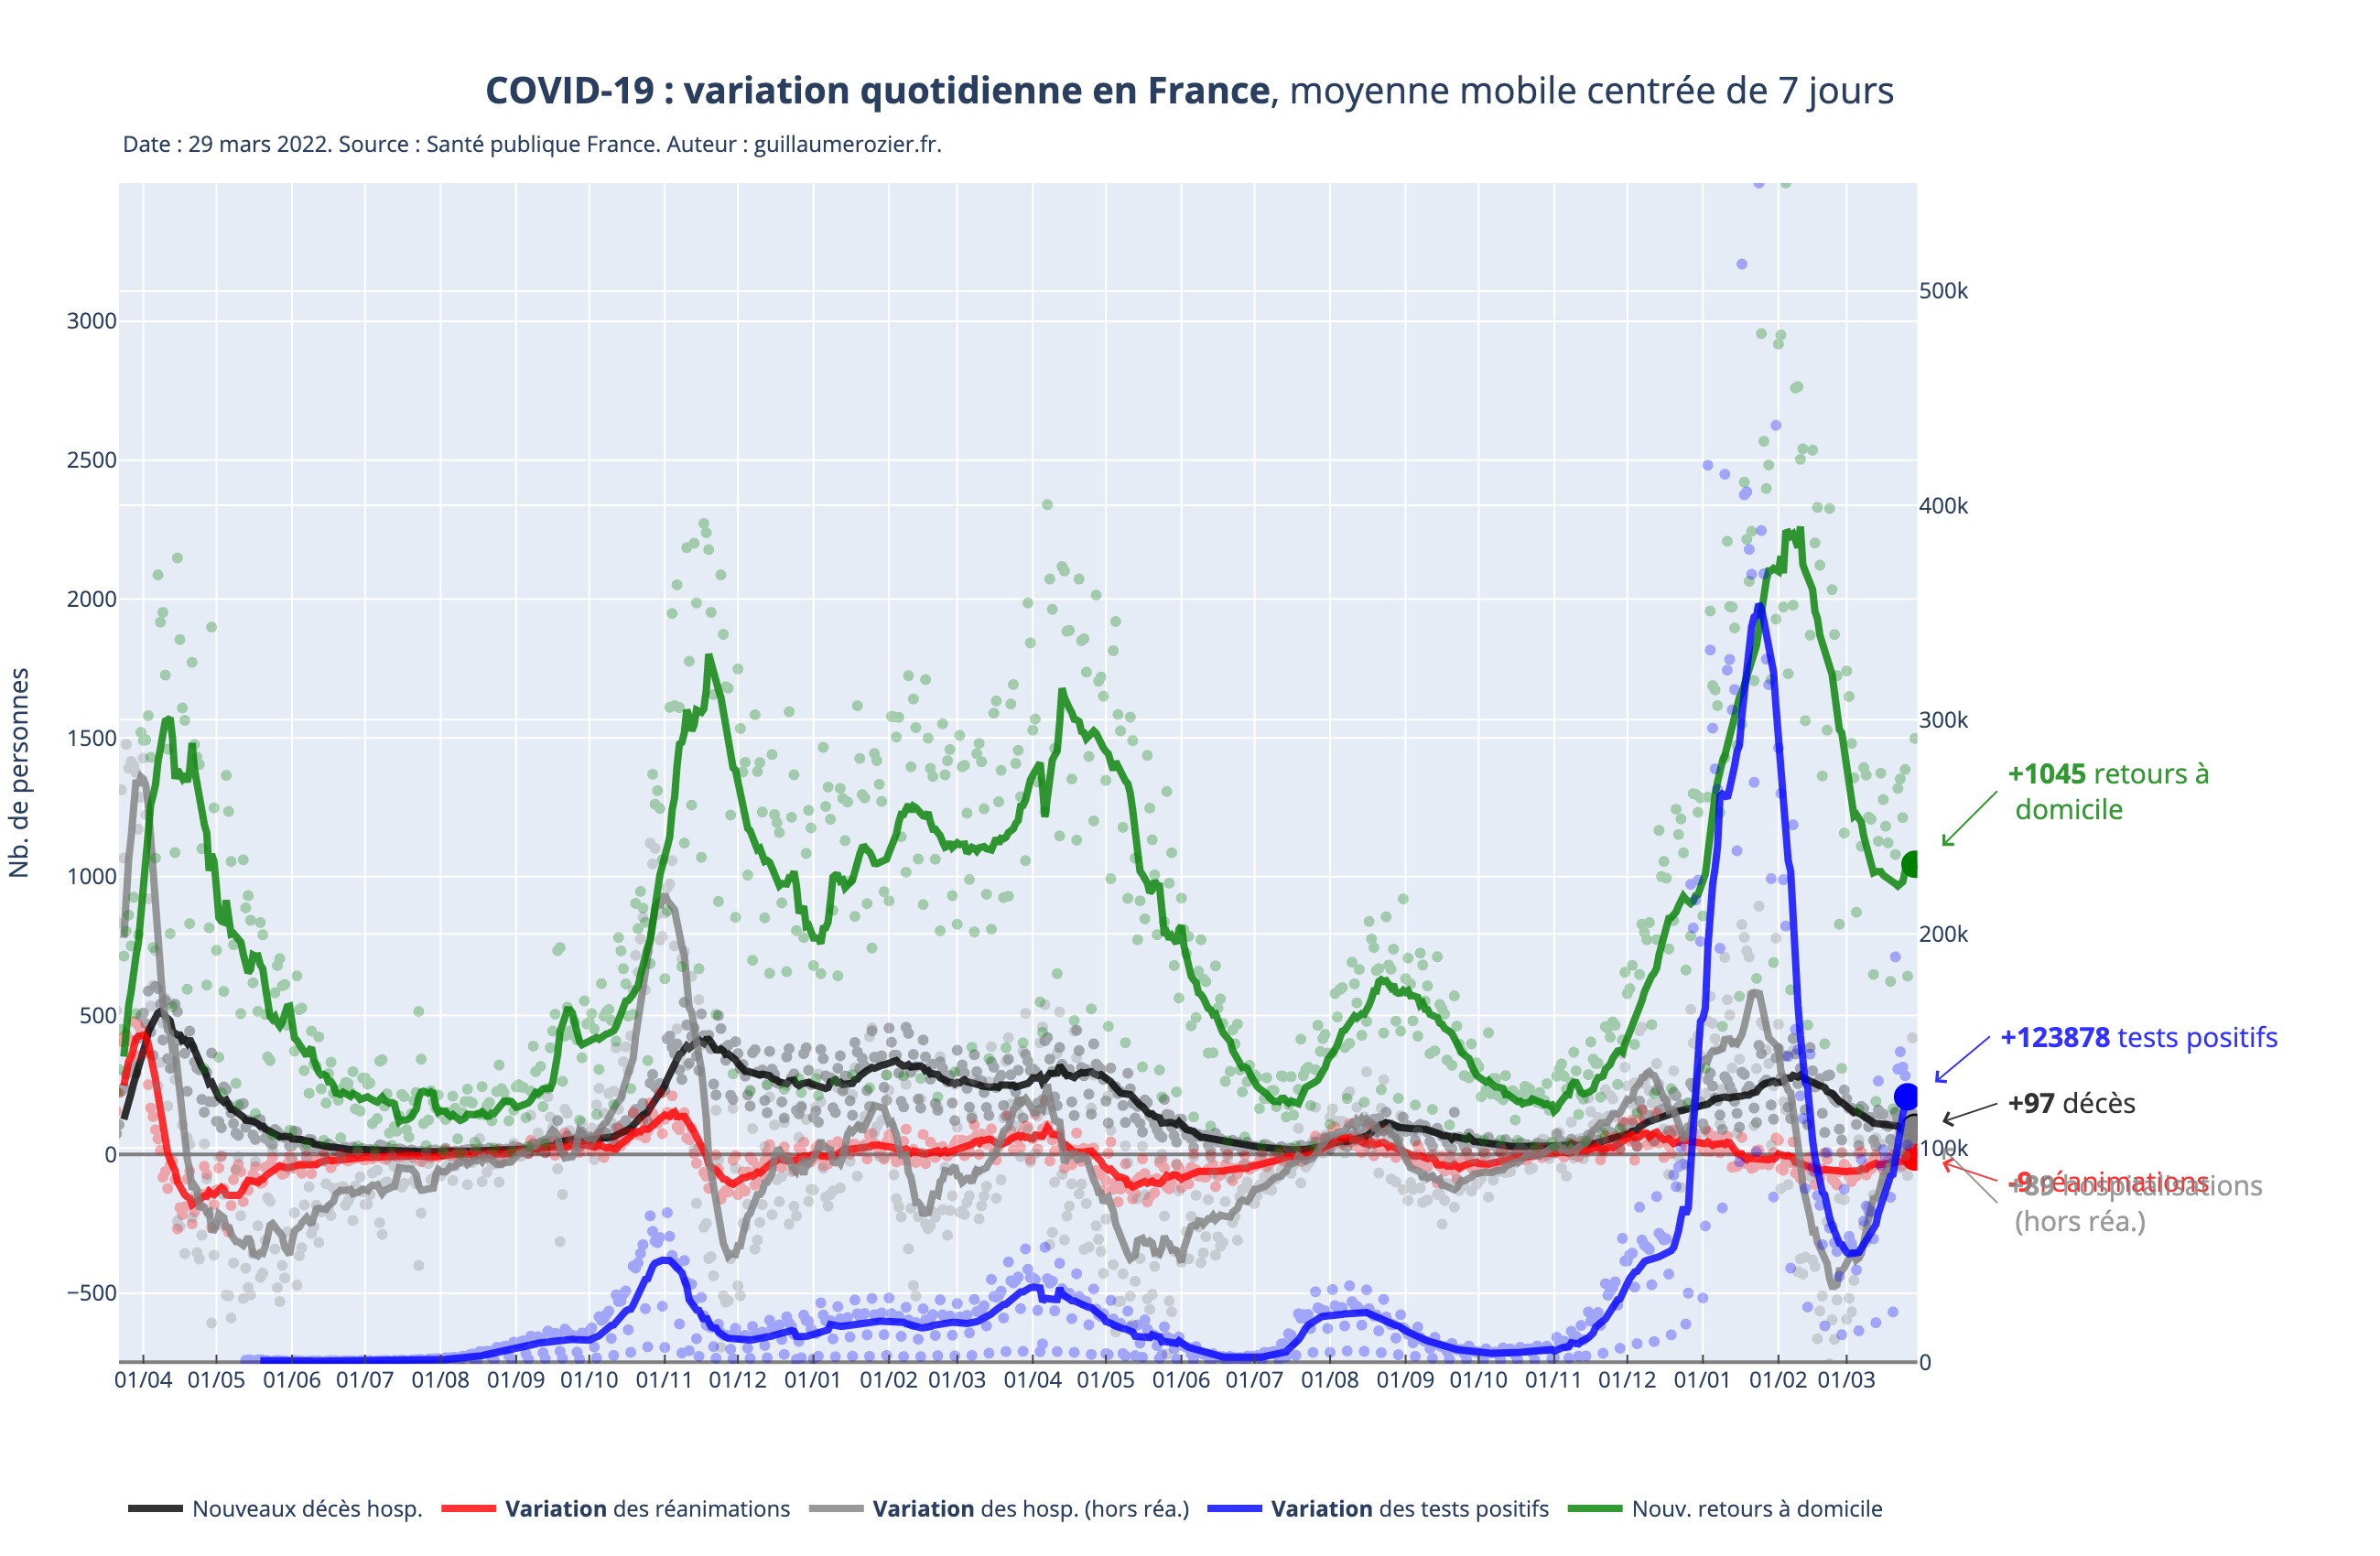 COVID-19 : variation quotidienne en France, moyenne mobile centrée de 7 jours
Date : 29 mars 2022. Source : Santé publique France. Auteur : guillaumerozier.fr.
Nb. de personnes
3000
2500
2000
1500
1000
500
0
−500
500k
400k
300k
200k
100k
0
+1045 retours à
domicile
+123878 tests positifs
+97 décès
-9 réanimations
+89 hospitalisations
(hors réa.)
01/04 01/05 01/06 01/07 01/08 01/09 01/10 01/11 01/12 01/01 01/02 01/03 01/04 01/05 01/06 01/07 01/08 01/09 01/10 01/11 01/12 01/01 01/02 01/03
Nouveaux décès hosp. Variation des réanimations Variation des hosp. (hors réa.) Variation des tests positifs Nouv. retours à domicile